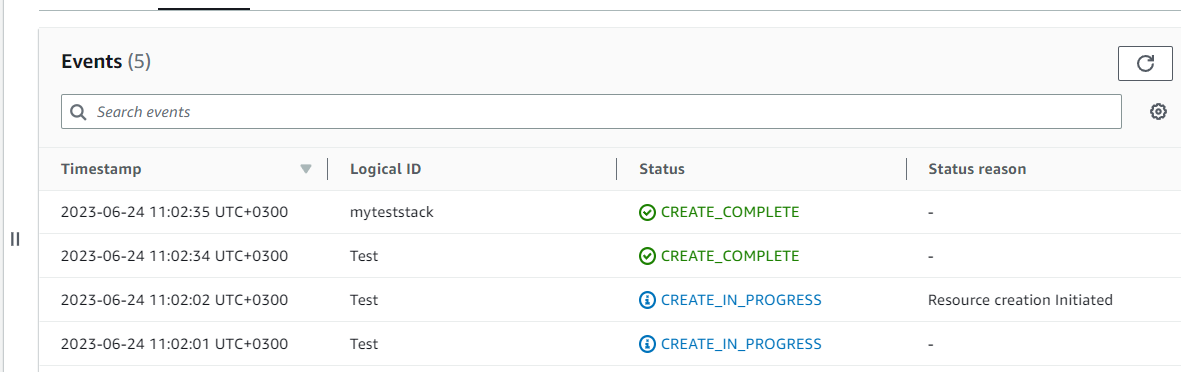 Events (5)
Search events
Timestamp Logical ID Status Status reason
2023-06-24 11:02:35 UTC+0300 myteststack CREATE_COMPLETE -
2023-06-24 11:02:34 UTC+0300 Test CREATE_COMPLETE -
2023-06-24 11:02:02 UTC+0300 Test CREATE_IN_PROGRESS Resource creation Initiated
2023-06-24 11:02:01 UTC+0300 Test CREATE_IN_PROGRESS -